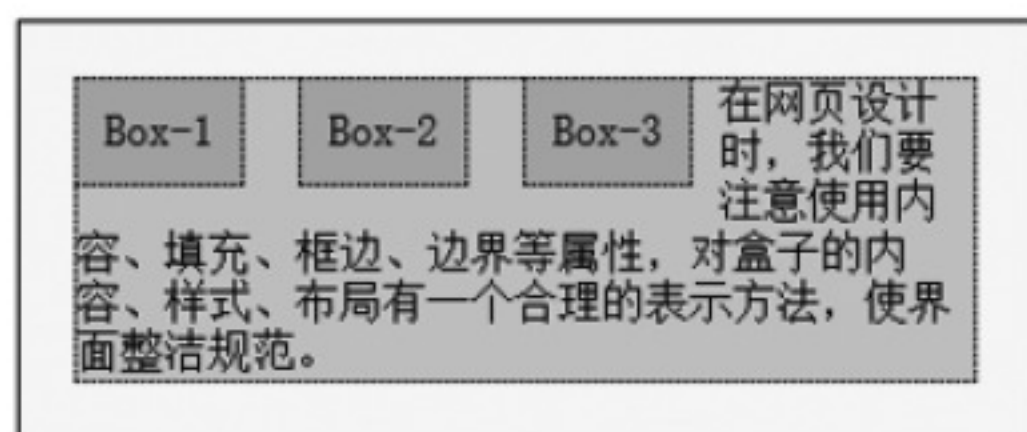 Box-1 Box-2 Box-3 在网页设计
时，我们要
注意使用内
容、填充、框边、边界等属性，对盒子的内
容、样式、布局有一个合理的表示方法，使界
面整洁规范。